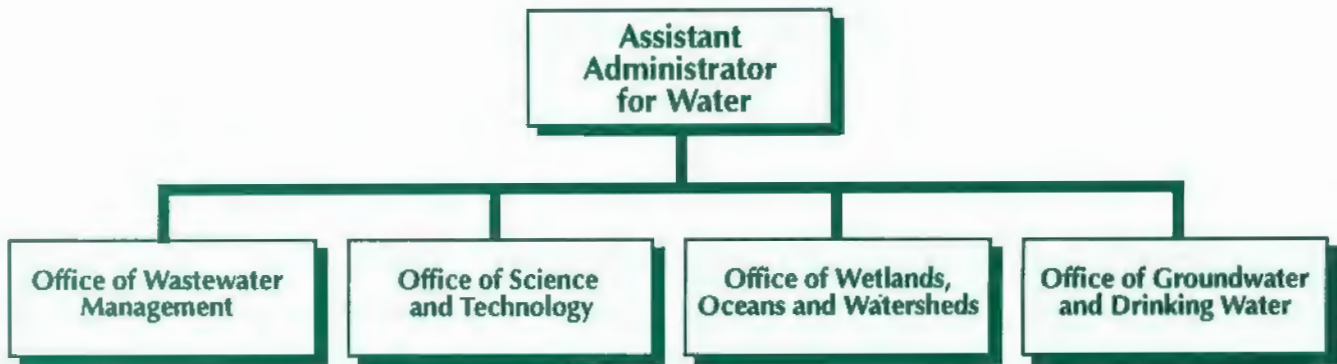 Assistant
Administrator
for Water
Office of Wastewater
Management
Office of Science
and Technology
Office of Wetlands,
Oceans and Watersheds
Office of Groundwater
and Drinking Water